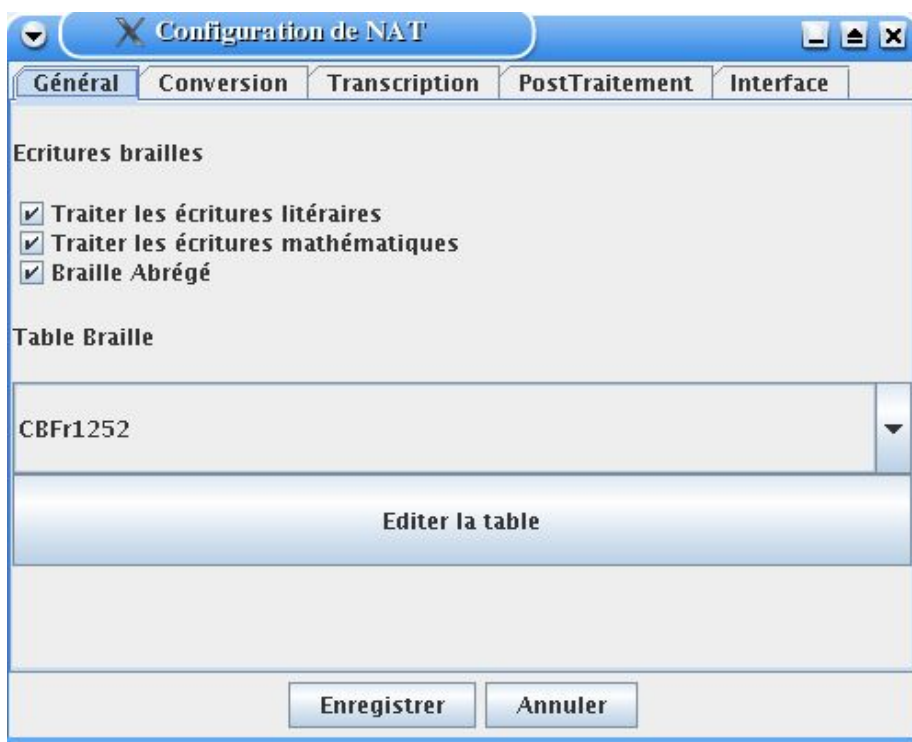 Configuration de NAT
Général Conversion Transcription PostTraitement Interface
Ecritures brailles
Traiter les écritures litéraires
Traiter les écritures mathématiques
Braille Abrégé
Table Braille
CBFr1252
Editer la table
Enregistrer Annuler